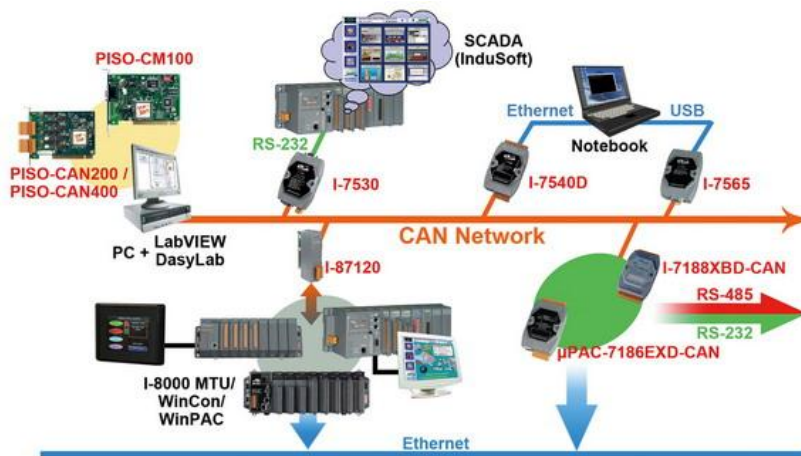 PISO-CM100
PISO-CAN200 /
PISO-CAN400
PC +
LabVIEW
DasyLab
SCADA
(InduSoft)
RS-232
I-7530
Ethernet
USB
Notebook
I-7540D
I-7565
CAN Network
I-87120
I-7188XBD-CAN
RS-485
RS-232
µPAC-7186EXD-CAN
I-8000 MTU/
WinCon/
WinPAC
Ethernet